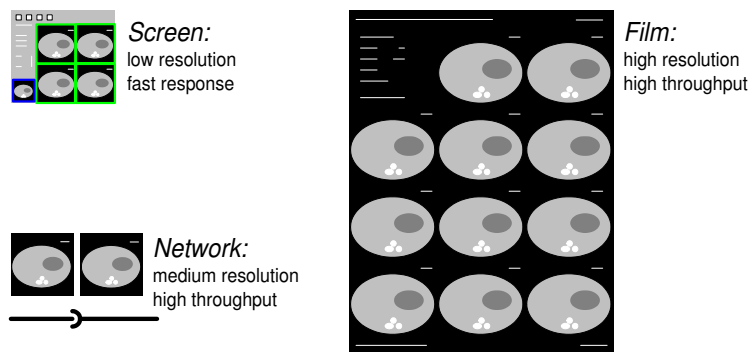 Screen:
low resolution
fast response
Film:
high resolution
high throughput
Network:
medium resolution
high throughput